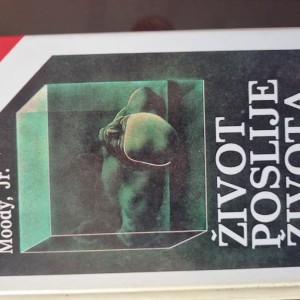 Moody, Jr.
ŽIVOT
POSLIJE
ŽIVOTA